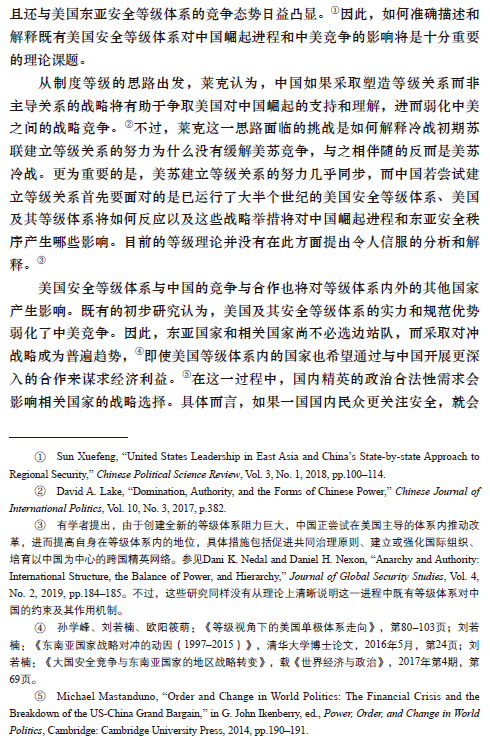 且还与美国东亚安全等级体系的竞争态势日益凸显。①因此，如何准确描述和
解释既有美国安全等级体系对中国崛起进程和中美竞争的影响将是十分重要
的理论课题。
从制度等级的思路出发，莱克认为，中国如果采取塑造等级关系而非
主导关系的战略将有助于争取美国对中国崛起的支持和理解，进而弱化中美
之间的战略竞争。②不过，莱克这一思路面临的挑战是如何解释冷战初期苏
联建立等级关系的努力为什么没有缓解美苏竞争，与之相伴随的反而是美苏
冷战。更为重要的是，美苏建立等级关系的努力几乎同步，而中国若尝试建
立等级关系首先要面对的是已运行了大半个世纪的美国安全等级体系、美国
及其等级体系将如何反应以及这些战略举措将对中国崛起进程和东亚安全秩
序产生哪些影响。目前的等级理论并没有在此方面提出令人信服的分析和解
释。③
美国安全等级体系与中国的竞争与合作也将对等级体系内外的其他国家
产生影响。既有的初步研究认为，美国及其安全等级体系的实力和规范优势
弱化了中美竞争。因此，东亚国家和相关国家尚不必选边站队，而采取对冲
战略成为普遍趋势，④即使美国等级体系内的国家也希望通过与中国开展更深
入的合作来谋求经济利益。⑤在这一过程中，国内精英的政治合法性需求会
影响相关国家的战略选择。具体而言，如果一国国内民众更关注安全，就会
① Sun Xuefeng, “United States Leadership in East Asia and China’s State-by-state Approach to
Regional Security,” Chinese Political Science Review, Vol. 3, No. 1, 2018, pp.100–114.
② David A. Lake, “Domination, Authority, and the Forms of Chinese Power,” Chinese Journal of
International Politics, Vol. 10, No. 3, 2017, p.382.
③ 有学者提出，由于创建全新的等级体系阻力巨大，中国正尝试在美国主导的体系内推动改
革，进而提高自身在等级体系内的地位，具体措施包括促进共同治理原则、建立或强化国际组织、
培育以中国为中心的跨国精英网络。参见Dani K. Nedal and Daniel H. Nexon, “Anarchy and Authority:
International Structure, the Balance of Power, and Hierarchy,” Journal of Global Security Studies, Vol. 4,
No. 2, 2019, pp.184–185。不过，这些研究同样没有从理论上清晰说明这一进程中既有等级体系对中
国的约束及其作用机制。
④ 孙学峰、刘若楠、欧阳筱萌：《等级视角下的美国单极体系走向》，第80–103页；刘若
楠：《东南亚国家战略对冲的动因（1997–2015）》，清华大学博士论文，2016年5月，第24页；刘
若楠：《大国安全竞争与东南亚国家的地区战略转变》，载《世界经济与政治》，2017年第4期，第
69页。
⑤ Michael Mastanduno, “Order and Change in World Politics: The Financial Crisis and the
Breakdown of the US-China Grand Bargain,” in G. John Ikenberry, ed., Power, Order, and Change in World
Politics, Cambridge: Cambridge University Press, 2014, pp.190–191.